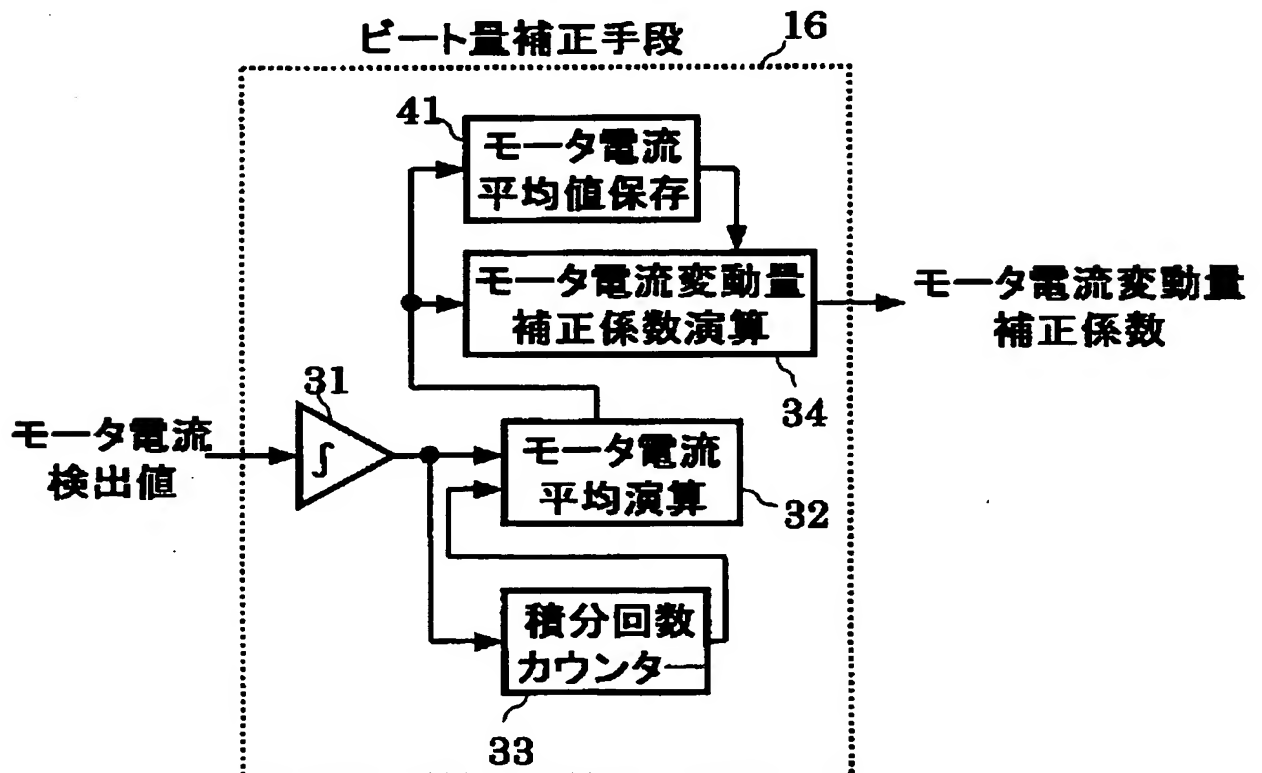 ビート量補正手段
16
41
モータ電流
平均値保存
モータ電流変動量
補正係数演算
モータ電流変動量
補正係数
34
31
モータ電流
検出値
∫
モータ電流
平均演算
32
積分回数
カウンター
33